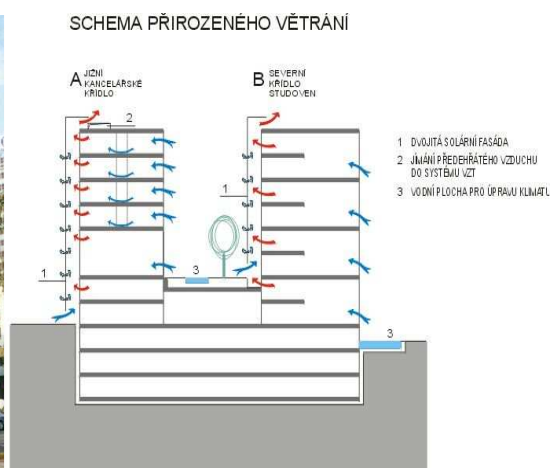 SCHEMA PŘIROZENÉHO VĚTRÁNÍ
A JIŽNÍ
KANCELÁŘSKÉ
KŘÍDLO
B SEVERNÍ
KŘÍDLO
STUDOVEN
2
1
3
1
3
1 DVOJITÁ SOLÁRNÍ FASÁDA
2 JÍMÁNÍ PŘEDEHŘÁTÉHO VZDUCHU
DO SYSTÉMU VZT
3 VODNÍ PLOCHA PRO ÚPRAVU KLIMATU